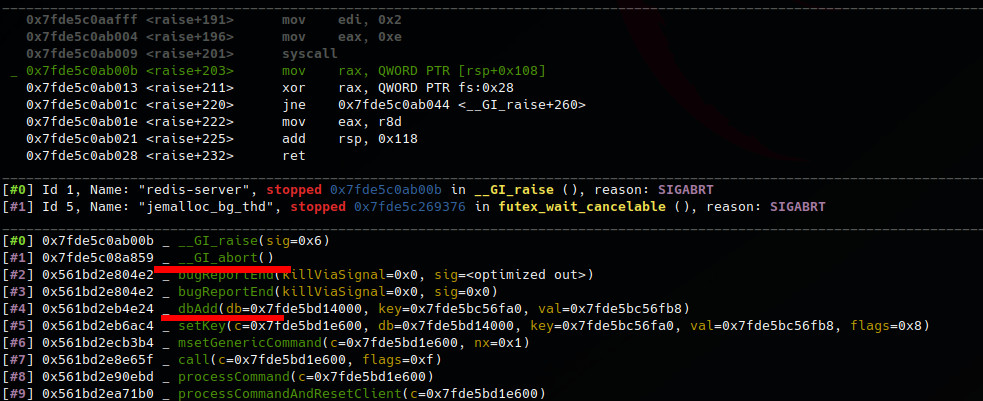 0x7fde5c0aafff <raise+191> mov edi, 0x2
0x7fde5c0ab004 <raise+196> mov eax, 0xe
0x7fde5c0ab009 <raise+201> syscall
_ 0x7fde5c0ab00b <raise+203> mov rax, QWORD PTR [rsp+0x108]
0x7fde5c0ab013 <raise+211> xor rax, QWORD PTR fs:0x28
0x7fde5c0ab01c <raise+220> jne 0x7fde5c0ab044 <__GI_raise+260>
0x7fde5c0ab01e <raise+222> mov eax, r8d
0x7fde5c0ab021 <raise+225> add rsp, 0x118
0x7fde5c0ab028 <raise+232> ret
[#0] Id 1, Name: "redis-server", stopped 0x7fde5c0ab00b in __GI_raise (), reason: SIGABRT
[#1] Id 5, Name: "jemalloc_bg_thd", stopped 0x7fde5c269376 in futex_wait_cancelable (), reason: SIGABRT
[#0] 0x7fde5c0ab00b _ __GI_raise(sig=0x6)
[#1] 0x7fde5c08a859 _ __GI_abort()
[#2] 0x561bd2e804e2 _ bugReportEnd(killViaSignal=0x0, sig=<optimized out>)
[#3] 0x561bd2e804e2 _ bugReportEnd(killViaSignal=0x0, sig=0x0)
[#4] 0x561bd2eb4e24 _ dbAdd(db=0x7fde5bd14000, key=0x7fde5bc56fa0, val=0x7fde5bc56fb8)
[#5] 0x561bd2eb6ac4 _ setKey(c=0x7fde5bd1e600, db=0x7fde5bd14000, key=0x7fde5bc56fa0, val=0x7fde5bc56fb8, flags=0x8)
[#6] 0x561bd2ecb3b4 _ msetGenericCommand(c=0x7fde5bd1e600, nx=0x1)
[#7] 0x561bd2e8e65f _ call(c=0x7fde5bd1e600, flags=0xf)
[#8] 0x561bd2e90ebd _ processCommand(c=0x7fde5bd1e600)
[#9] 0x561bd2ea71b0 _ processCommandAndResetClient(c=0x7fde5bd1e600)